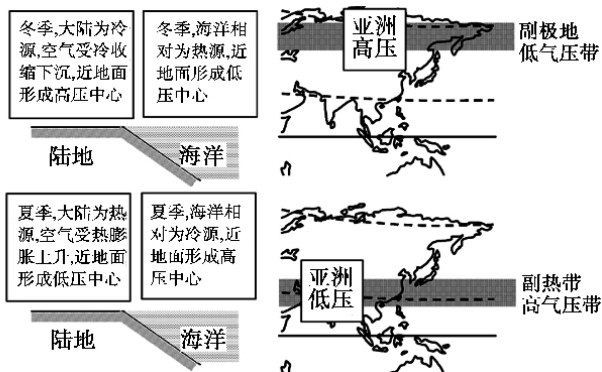 冬季,大陆为冷
源,空气受冷收
缩下沉,近地面
形成高压中心
冬季,海洋相
对为热源,近
地面形成低
压中心
陆地
海洋
亚洲
高压
副极地
低气压带
夏季,大陆为热
源,空气受热膨
胀上升,近地面
形成低压中心
夏季,海洋相
对为冷源,近
地面形成高
压中心
陆地
海洋
亚洲
低压
副热带
高气压带